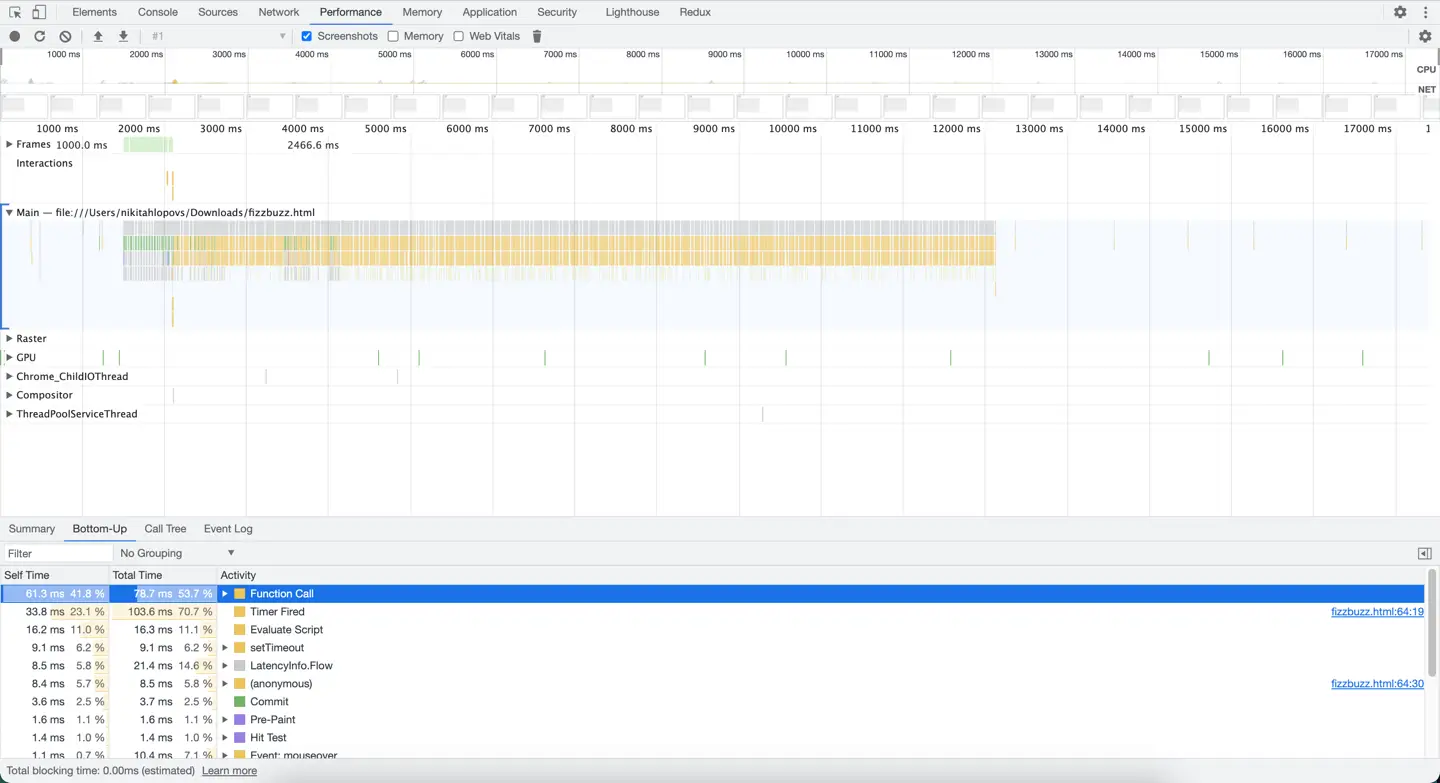 Elements Console Sources Network Performance Memory Application Security Lighthouse Redux
#1 Screenshots Memory Web Vitals
1000 ms 2000 ms 3000 ms 4000 ms 5000 ms 6000 ms 7000 ms 8000 ms 9000 ms 10000 ms 11000 ms 12000 ms 13000 ms 14000 ms 15000 ms 16000 ms 17000 ms
CPU
NET
1000 ms 2000 ms 3000 ms 4000 ms 5000 ms 6000 ms 7000 ms 8000 ms 9000 ms 10000 ms 11000 ms 12000 ms 13000 ms 14000 ms 15000 ms 16000 ms 17000 ms 1
Frames 1000.0 ms 2466.6 ms
Interactions
Main — file:///Users/nikitahlopovs/Downloads/fizzbuzz.html
Raster
GPU
Chrome_ChildIOThread
Compositor
ThreadPoolServiceThread
Summary Bottom-Up Call Tree Event Log
Filter No Grouping
Self Time Total Time Activity
61.3 ms 41.8 % 78.7 ms 53.7 % Function Call
33.8 ms 23.1 % 103.6 ms 70.7 % Timer Fired fizzbuzz.html:64:19
16.2 ms 11.0 % 16.3 ms 11.1 % Evaluate Script
9.1 ms 6.2 % 9.1 ms 6.2 % setTimeout
8.5 ms 5.8 % 21.4 ms 14.6 % LatencyInfo.Flow
8.4 ms 5.7 % 8.5 ms 5.8 % (anonymous) fizzbuzz.html:64:30
3.6 ms 2.5 % 3.7 ms 2.5 % Commit
1.6 ms 1.1 % 1.6 ms 1.1 % Pre-Paint
1.4 ms 1.0 % 1.4 ms 1.0 % Hit Test
1.1 ms 0.7 % 10.4 ms 7.1 % Event: mouseover
Total blocking time: 0.00ms (estimated) Learn more